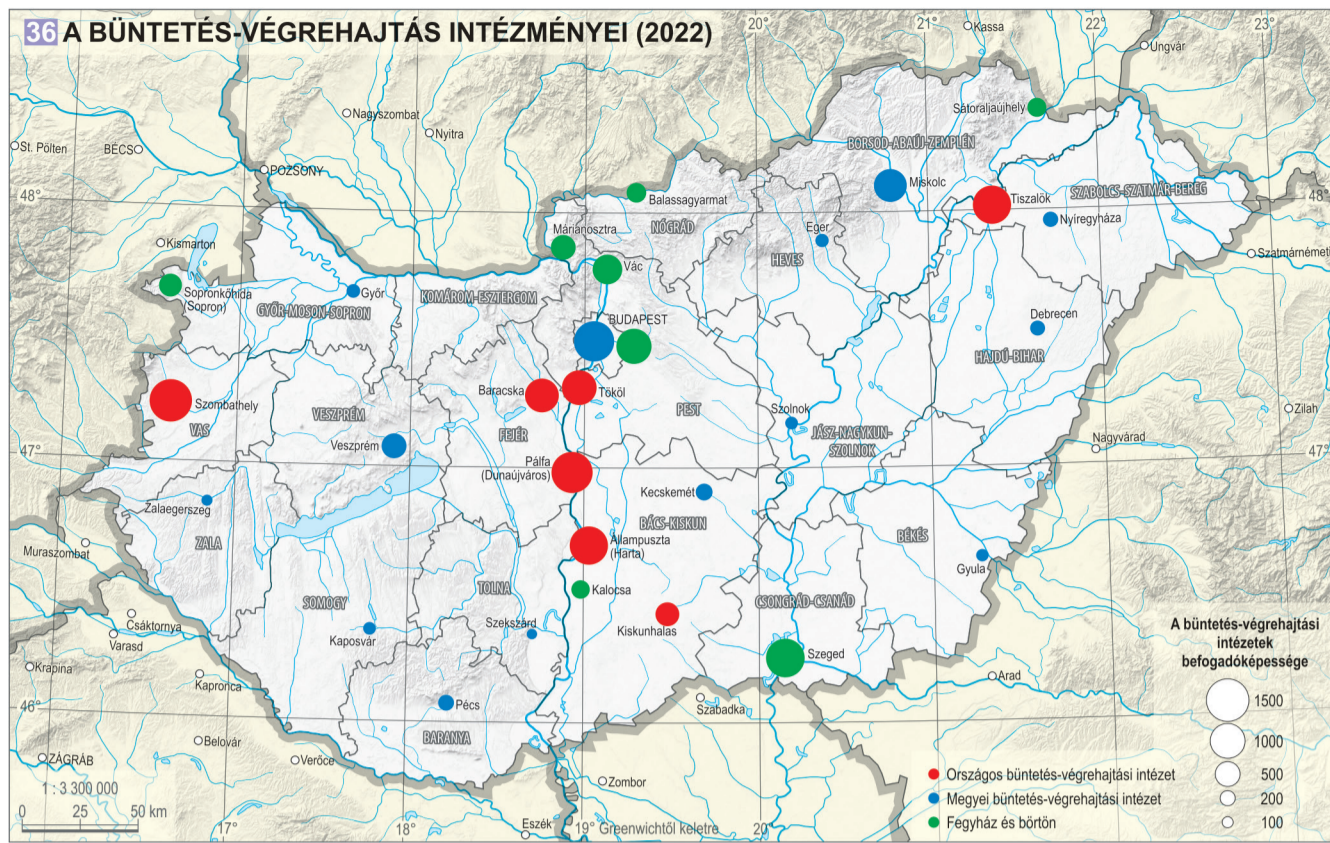 36 A BÜNTETÉS-VÉGREHAJTÁS INTÉZMÉNYEI (2022)
20°
21°
22°
23°
Kassa
Ungvár
Nagyszombat
Nyitra
Sátoraljaújhely
St. Pölten
BÉCS
POZSONY
BORSOD-ABAÚJ-ZEMPLÉN
48°
Miskolc
Tiszalök
SZABOLCS-SZATMÁR-BEREG
48°
Balassagyarmat
Nyíregyháza
Márianosztra
NÓGRÁD
Eger
Kismarton
HEVES
Szatmárnémeti
Vác
Sopronkőhida
(Sopron)
Győr
KOMÁROM-ESZTERGOM
GYŐR-MOSON-SOPRON
BUDAPEST
Debrecen
HAJDÚ-BIHAR
Baracska
Tököl
Szombathely
VAS
VESZPRÉM
FEJÉR
PEST
Szolnok
Zilah
JÁSZ-NAGYKUN-
SZOLNOK
Veszprém
47°
Nagyvárad
47°
Pálfa
(Dunaújváros)
Kecskemét
Zalaegerszeg
BÁCS-KISKUN
ZALA
Állampuszta
(Harta)
BÉKÉS
Muraszombat
Gyula
TOLNA
Kalocsa
SOMOGY
CSONGRÁD-CSANÁD
Csáktornya
Varasd
Kaposvár
Szekszárd
Kiskunhalas
Szeged
Krapina
Kapronca
Arad
Szabadka
46°
Pécs
46°
Belovár
BARANYA
ZÁGRÁB
Verőce
Zombor
1 : 3 300 000
0 25 50 km
17°
18°
Eszék
19° Greenwichtől keletre
20°
21°
22°
A büntetés-végrehajtási
intézetek
befogadóképessége
1500
1000
500
200
100
Országos büntetés-végrehajtási intézet
Megyei büntetés-végrehajtási intézet
Fegyház és börtön